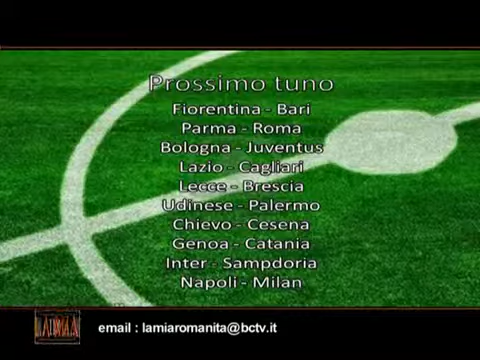 Prossimo tuno
Fiorentina - Bari
Parma - Roma
Bologna - Juventus
Lazio - Cagliari
Lecce - Brescia
Udinese - Palermo
Chievo - Cesena
Genoa - Catania
Inter - Sampdoria
Napoli - Milan
email : lamiaromanita@bctv.it